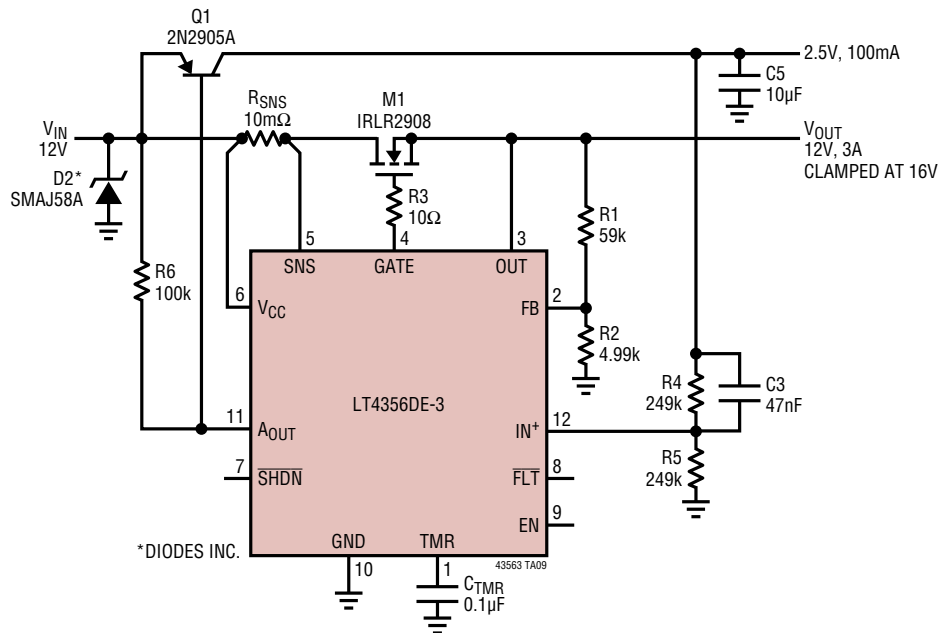 Q1
2N2905A
2.5V, 100mA
C5
10µF
RSNS
10mΩ
M1
IRLR2908
VIN
12V
VOUT
12V, 3A
CLAMPED AT 16V
D2*
SMAJ58A
R3
10Ω
R1
59k
5
4
3
SNS
GATE
OUT
R6
100k
6
VCC
FB
2
R2
4.99k
LT4356DE-3
R4
249k
C3
47nF
11
AOUT
IN+
12
7
SHDN
FLT
8
R5
249k
EN
9
*DIODES INC.
GND
TMR
43563 TA09
10
1
CTMR
0.1µF